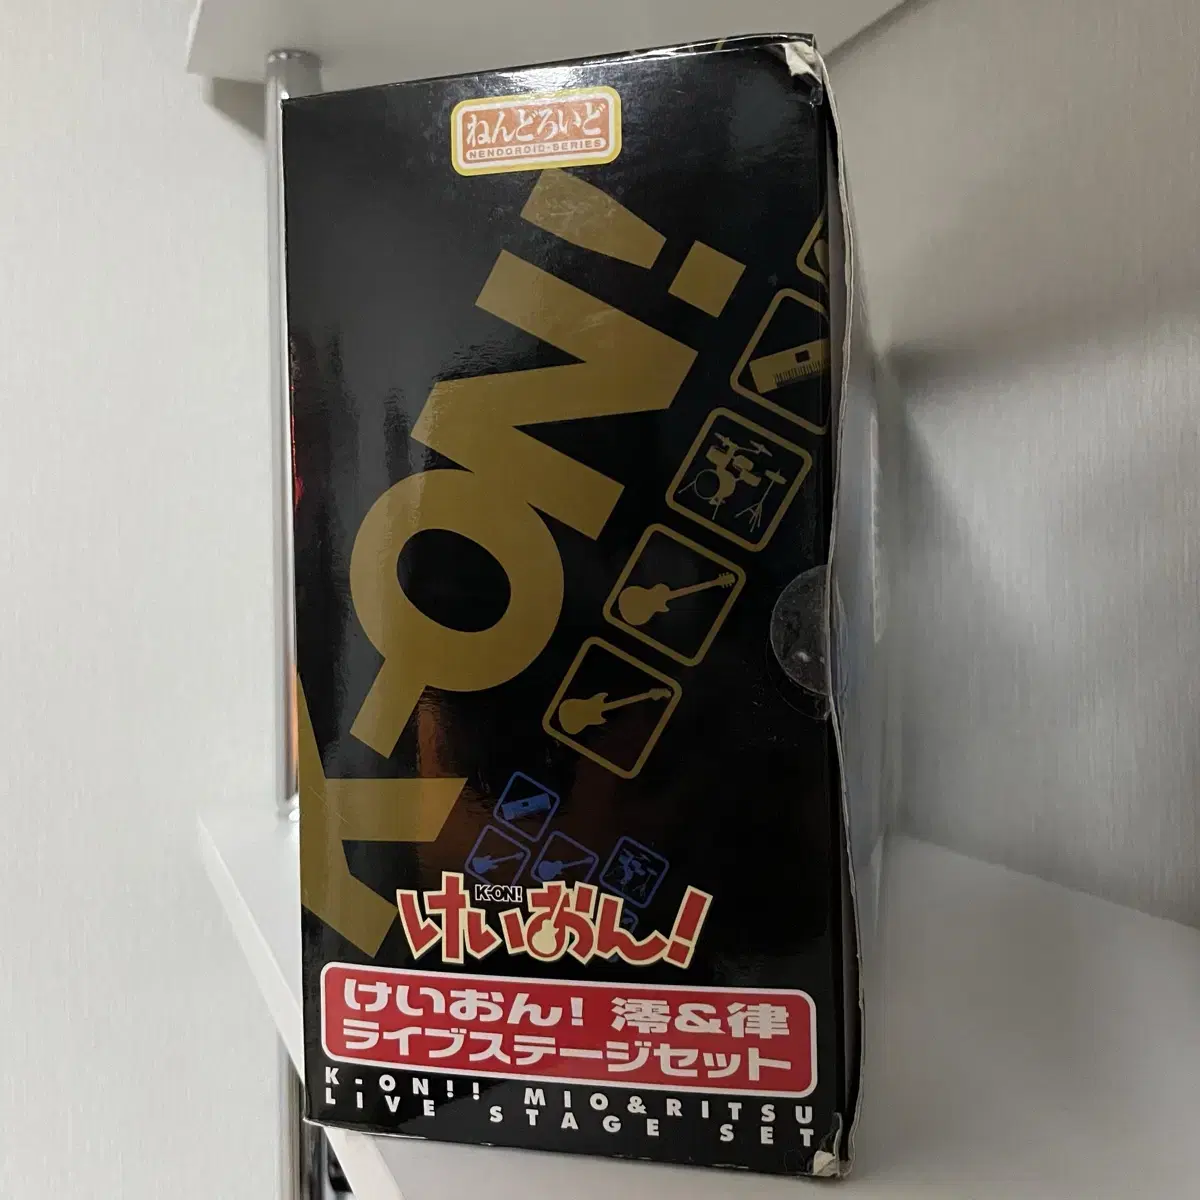 ねんどろいど
NENDOROID-SERIES
K-ON!
K-ON!
けいおん!
けいおん! 澪&律
ライブステージセット
K-ON!! MIO&RITSU
LIVE STAGE SET